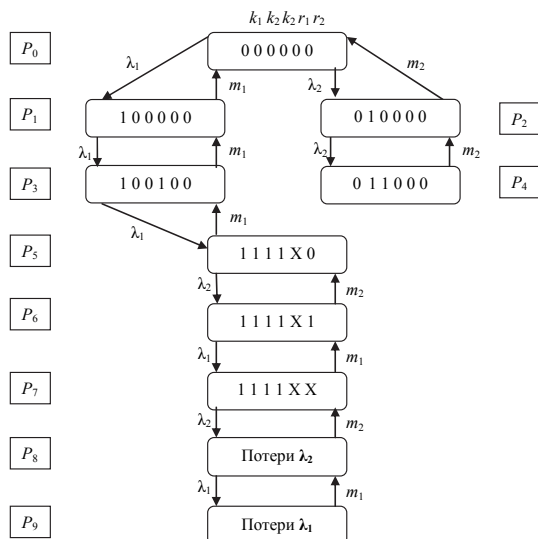 k₁ k₂ k₂ r₁ r₂
P₀
0 0 0 0 0 0
λ₁
m₁
λ₂
m₂
P₁
1 0 0 0 0 0
0 1 0 0 0 0
P₂
λ₁
m₁
λ₂
m₂
P₃
1 0 0 1 0 0
0 1 1 0 0 0
P₄
λ₁
m₁
P₅
1 1 1 1 X 0
λ₂
m₂
P₆
1 1 1 1 X 1
λ₁
m₁
P₇
1 1 1 1 X X
λ₂
m₂
P₈
Потери λ₂
λ₁
m₁
P₉
Потери λ₁